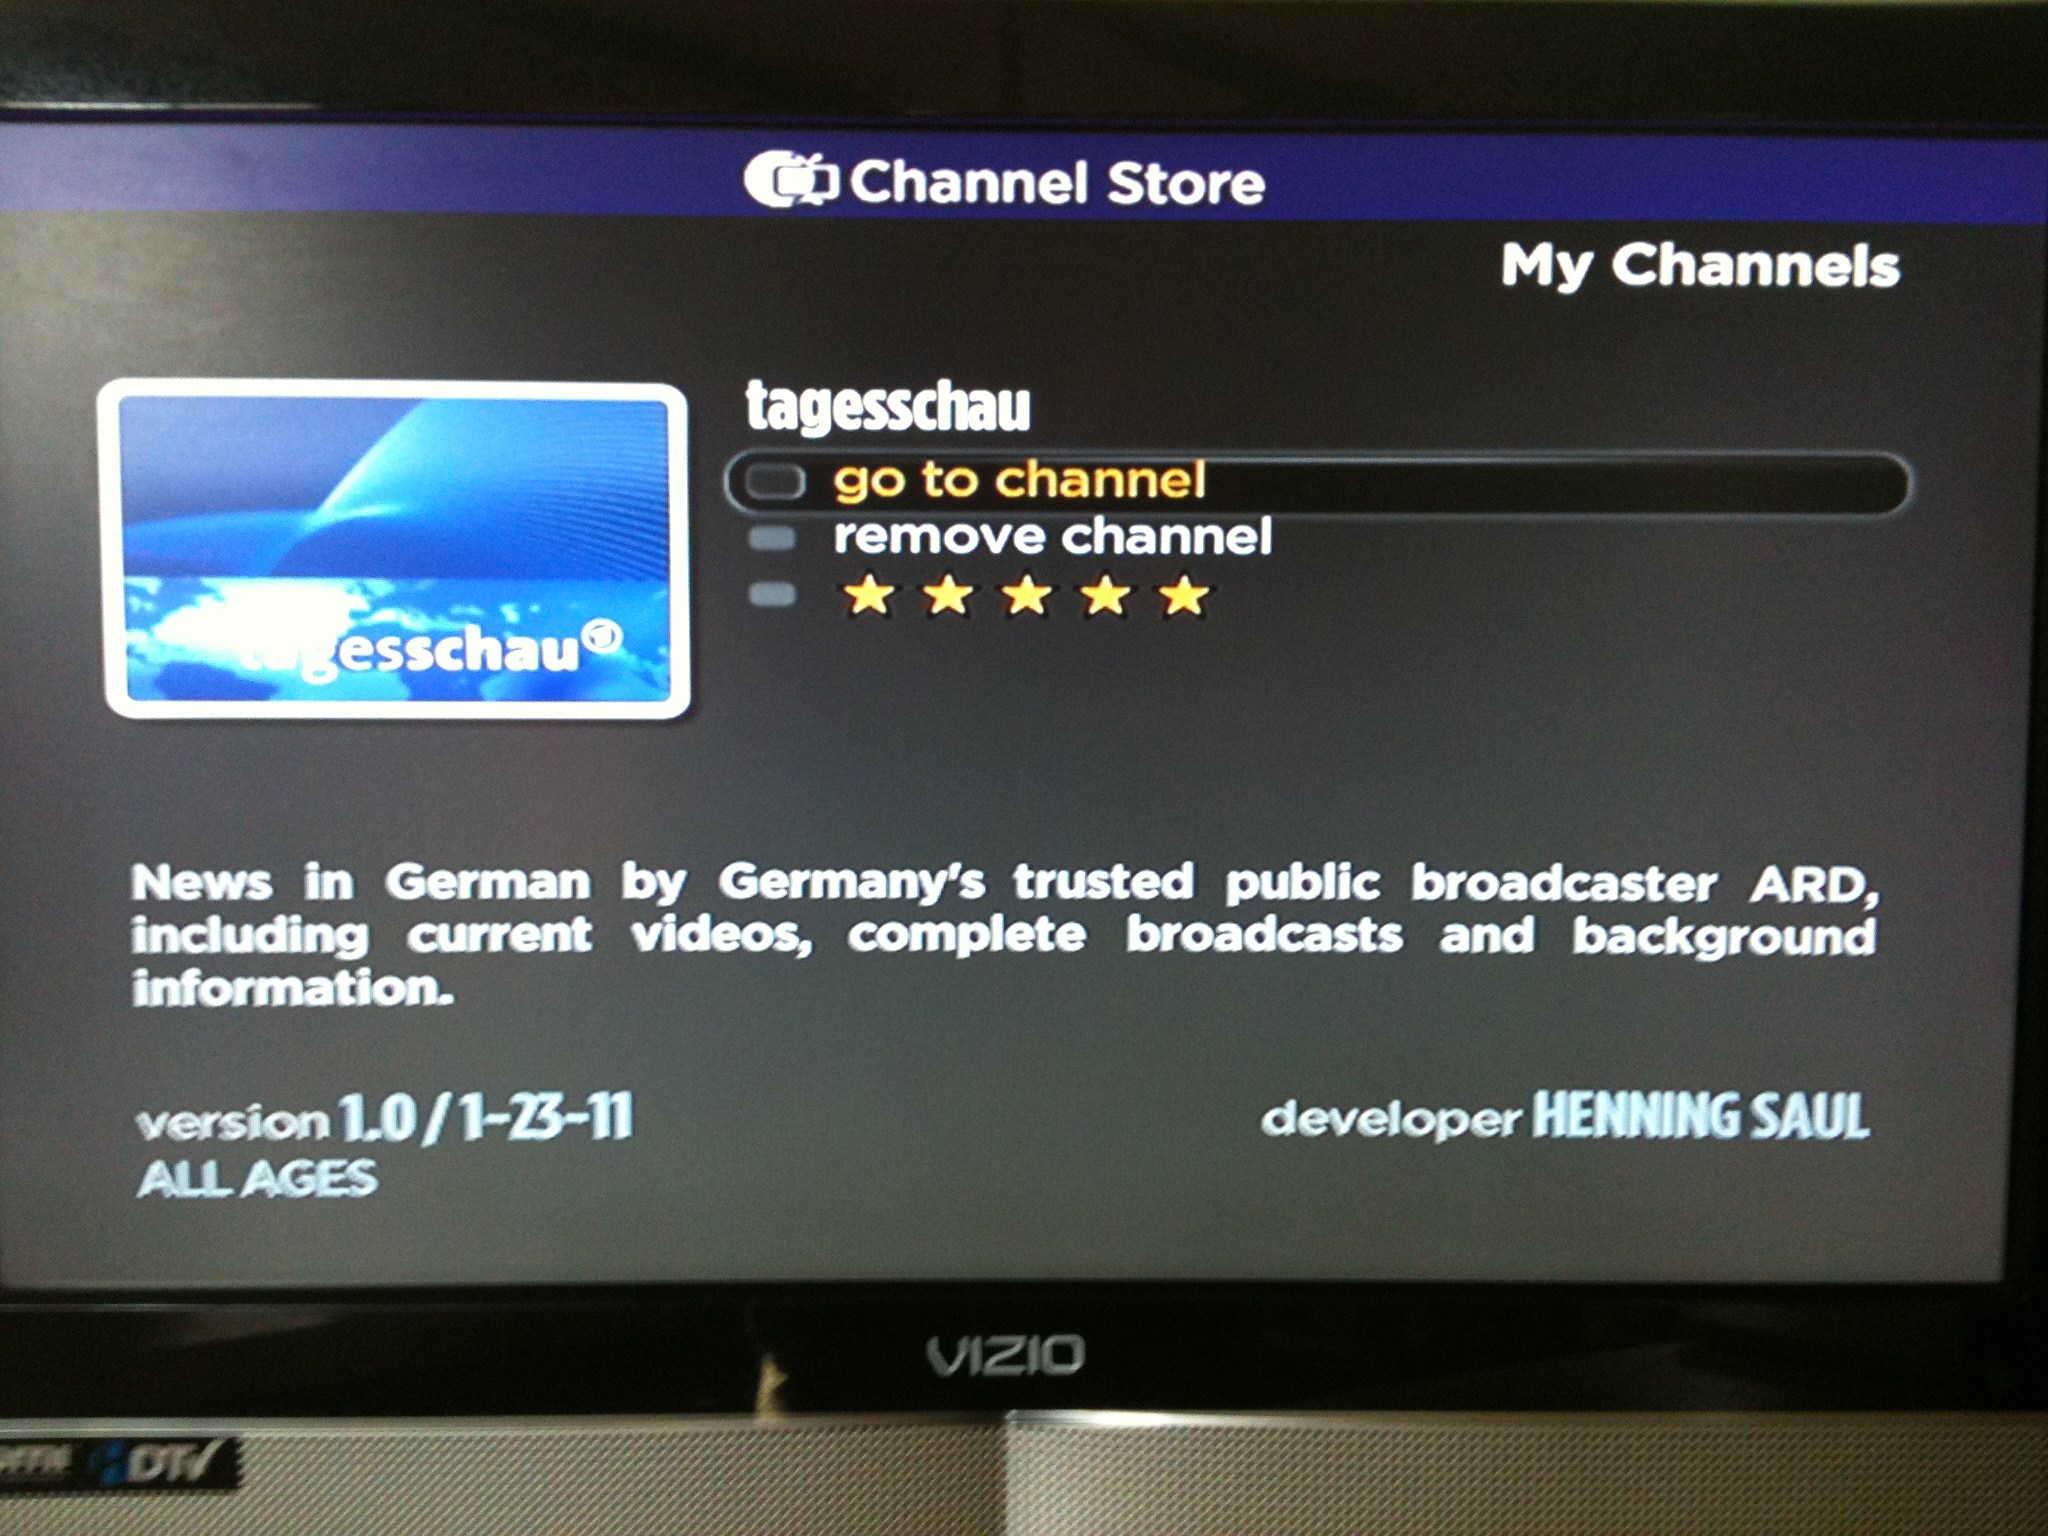 Channel Store
My Channels
tagesschau
go to channel
remove channel
tagesschau
News in German by Germany's trusted public broadcaster ARD,
including current videos, complete broadcasts and background
information.
version 1.0 / 1-23-11
developer HENNING SAUL
ALL AGES
VIZIO
DTV